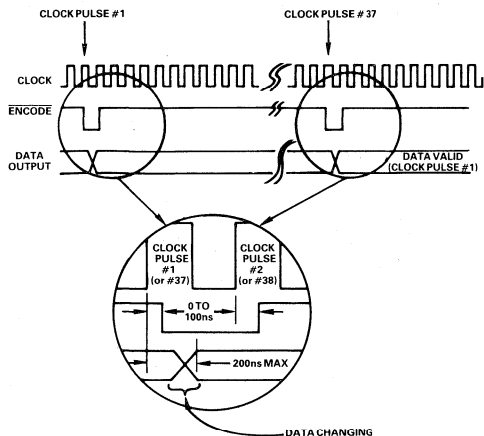 CLOCK PULSE #1
CLOCK PULSE #37
CLOCK
ENCODE
DATA
OUTPUT
DATA VALID
(CLOCK PULSE #1)
CLOCK
PULSE
#1
(or #37)
CLOCK
PULSE
#2
(or #38)
0 TO
100ns
200ns MAX
DATA CHANGING